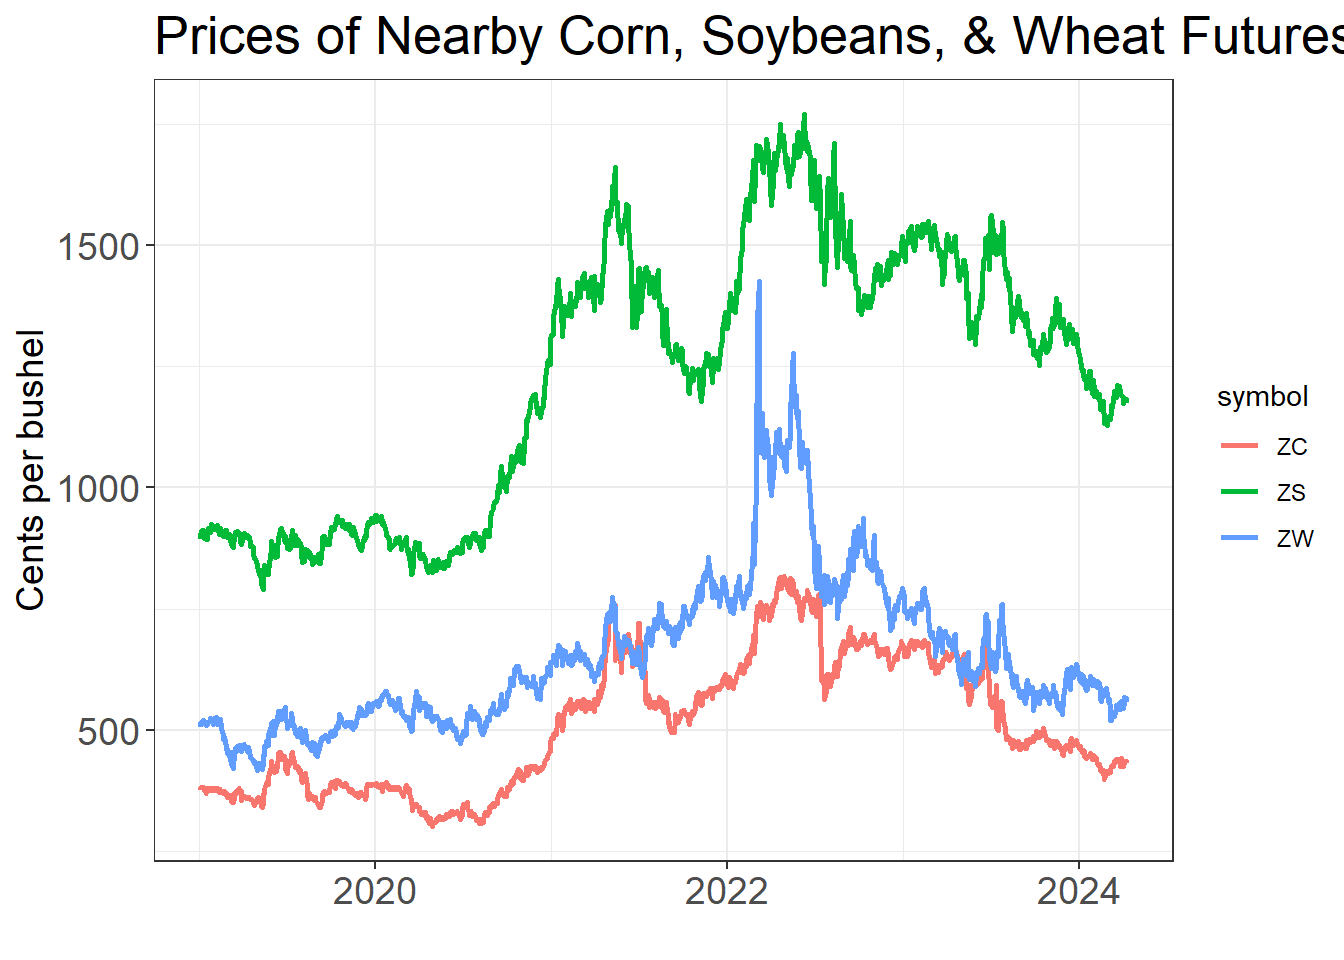 Prices of Nearby Corn, Soybeans, & Wheat Futures
1500
1000
500
Cents per bushel
2020
2022
2024
symbol
ZC
ZS
ZW